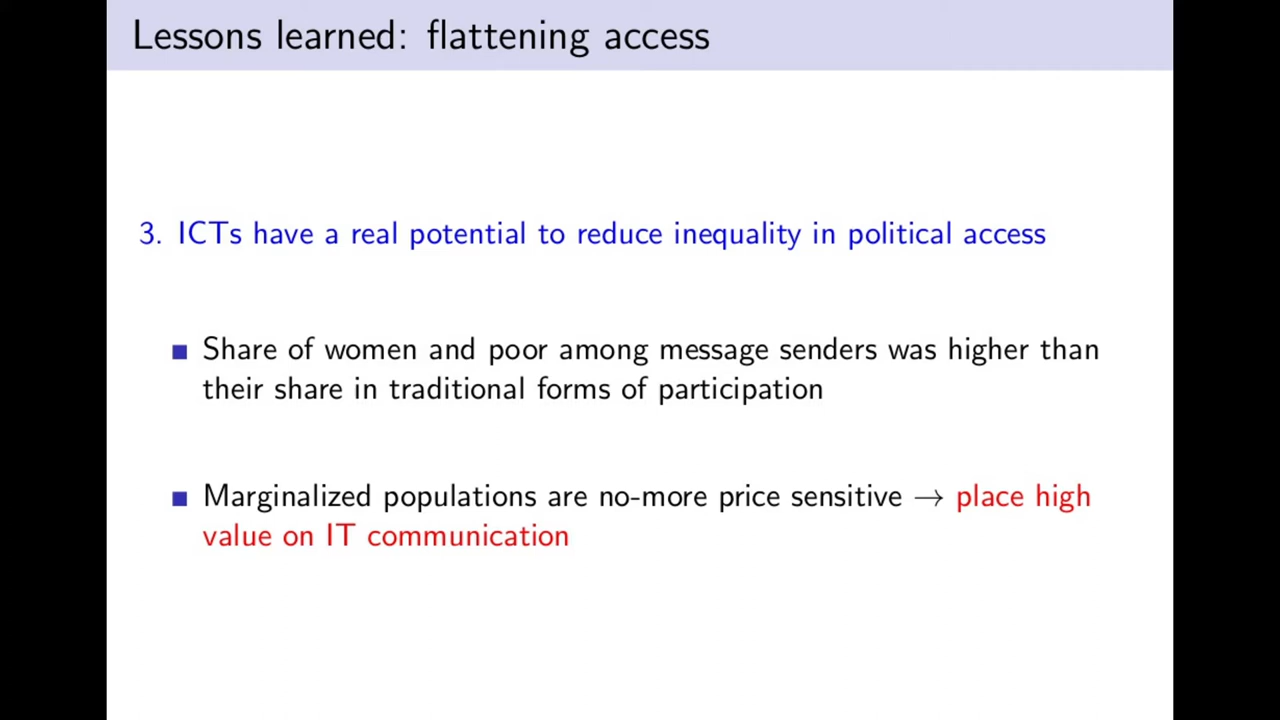 Lessons learned: flattening access
3. ICTs have a real potential to reduce inequality in political access
■ Share of women and poor among message senders was higher than
their share in traditional forms of participation
■ Marginalized populations are no-more price sensitive → place high
value on IT communication